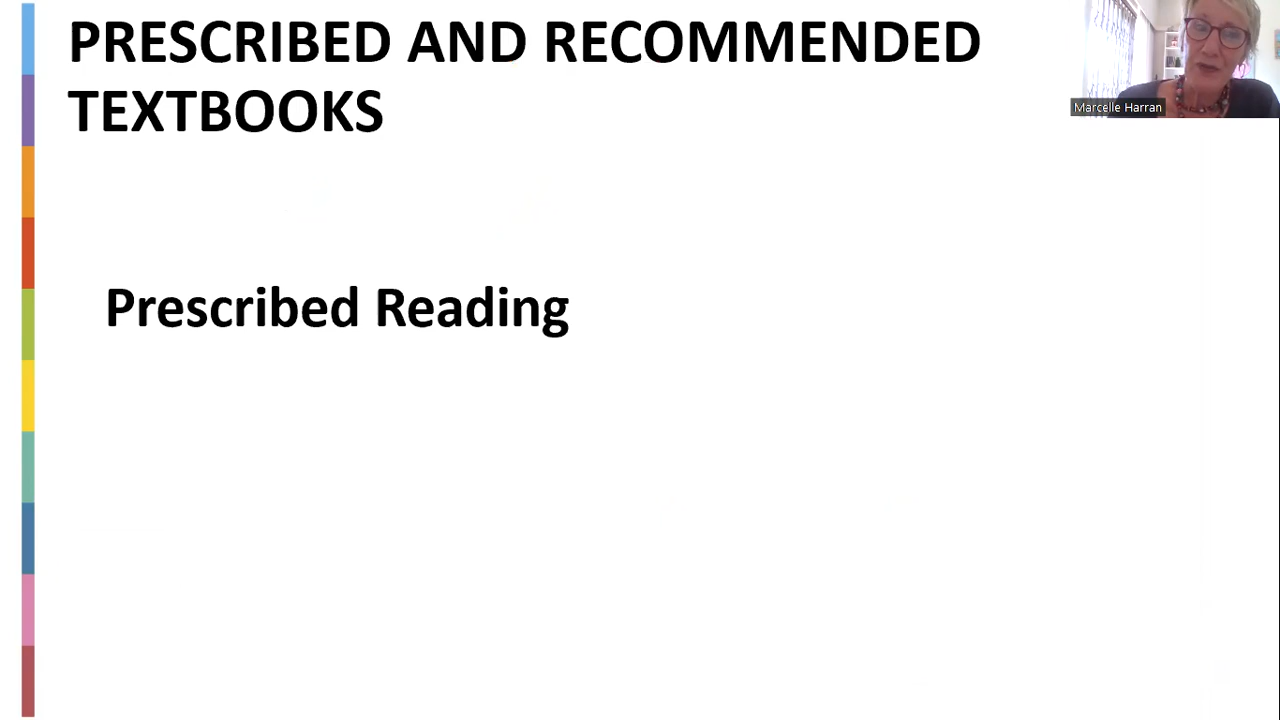 PRESCRIBED AND RECOMMENDED
TEXTBOOKS
Marcelle Harran
Prescribed Reading